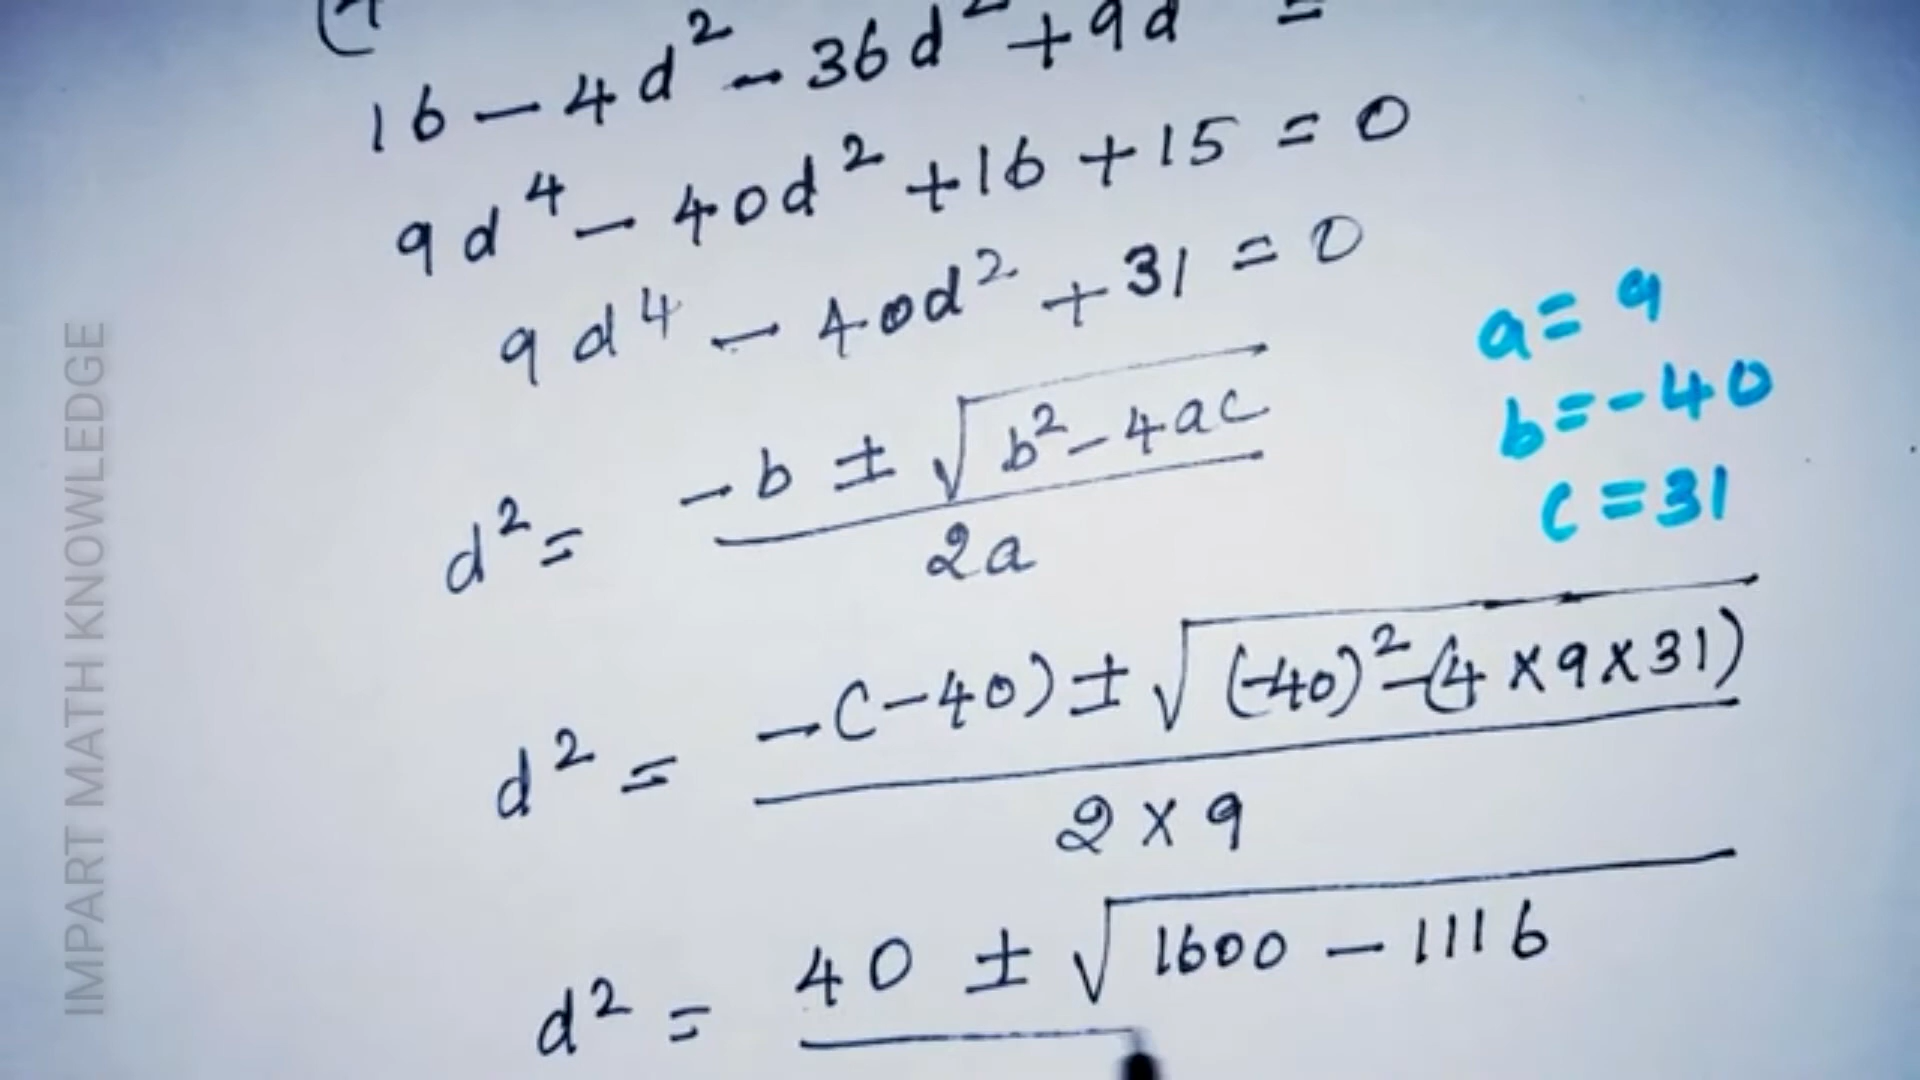 16 - 4d² - 36d² + 9d =
9d⁴ - 40d² + 16 + 15 = 0
9d⁴ - 40d² + 31 = 0
a = 9
b = -40
c = 31
d² = (-b ± √(b² - 4ac)) / 2a
d² = (-(-40) ± √((-40)² - (4 × 9 × 31))) / (2 × 9)
d² = 40 ± √(1600 - 1116)
IMPART MATH KNOWLEDGE